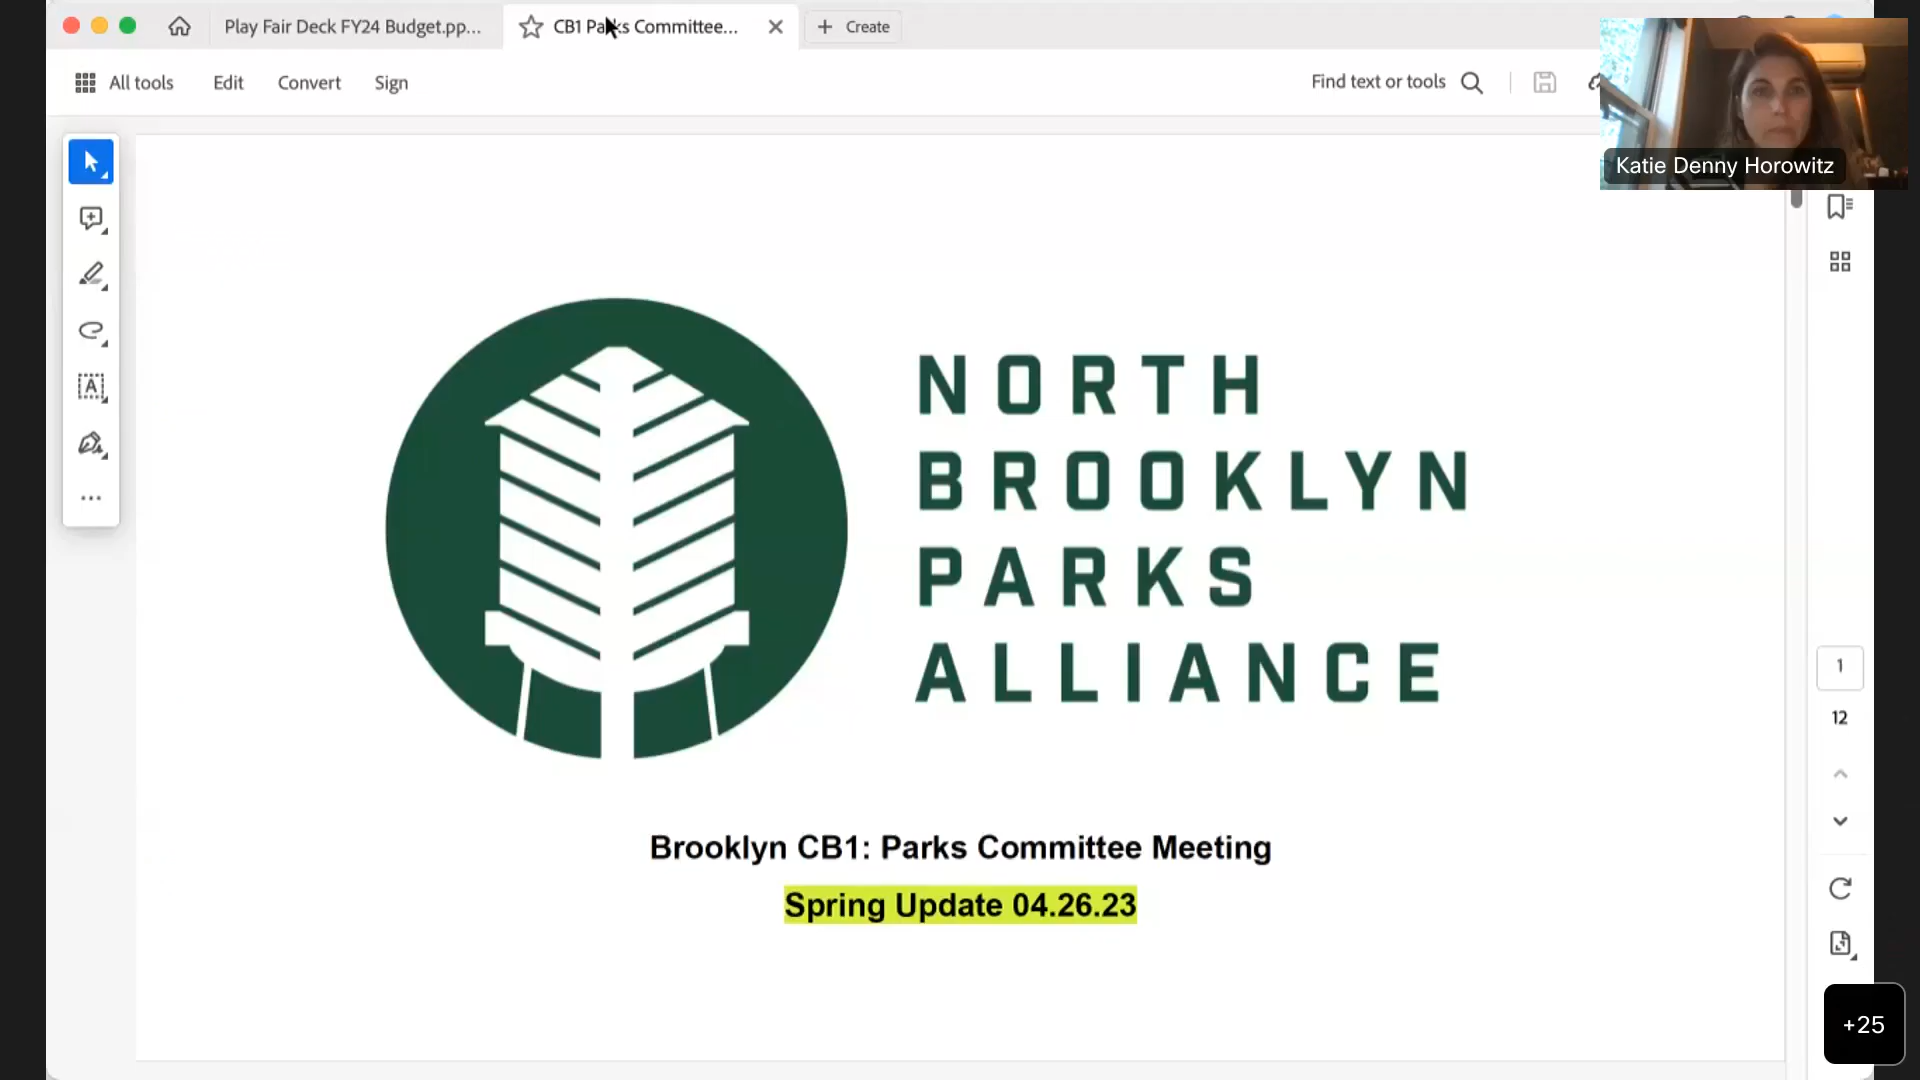 Play Fair Deck FY24 Budget.pp...
CB1 Parks Committee...
Create
All tools
Edit
Convert
Sign
Find text or tools
Katie Denny Horowitz
NORTH
BROOKLYN
PARKS
ALLIANCE
1
12
Brooklyn CB1: Parks Committee Meeting
Spring Update 04.26.23
+25